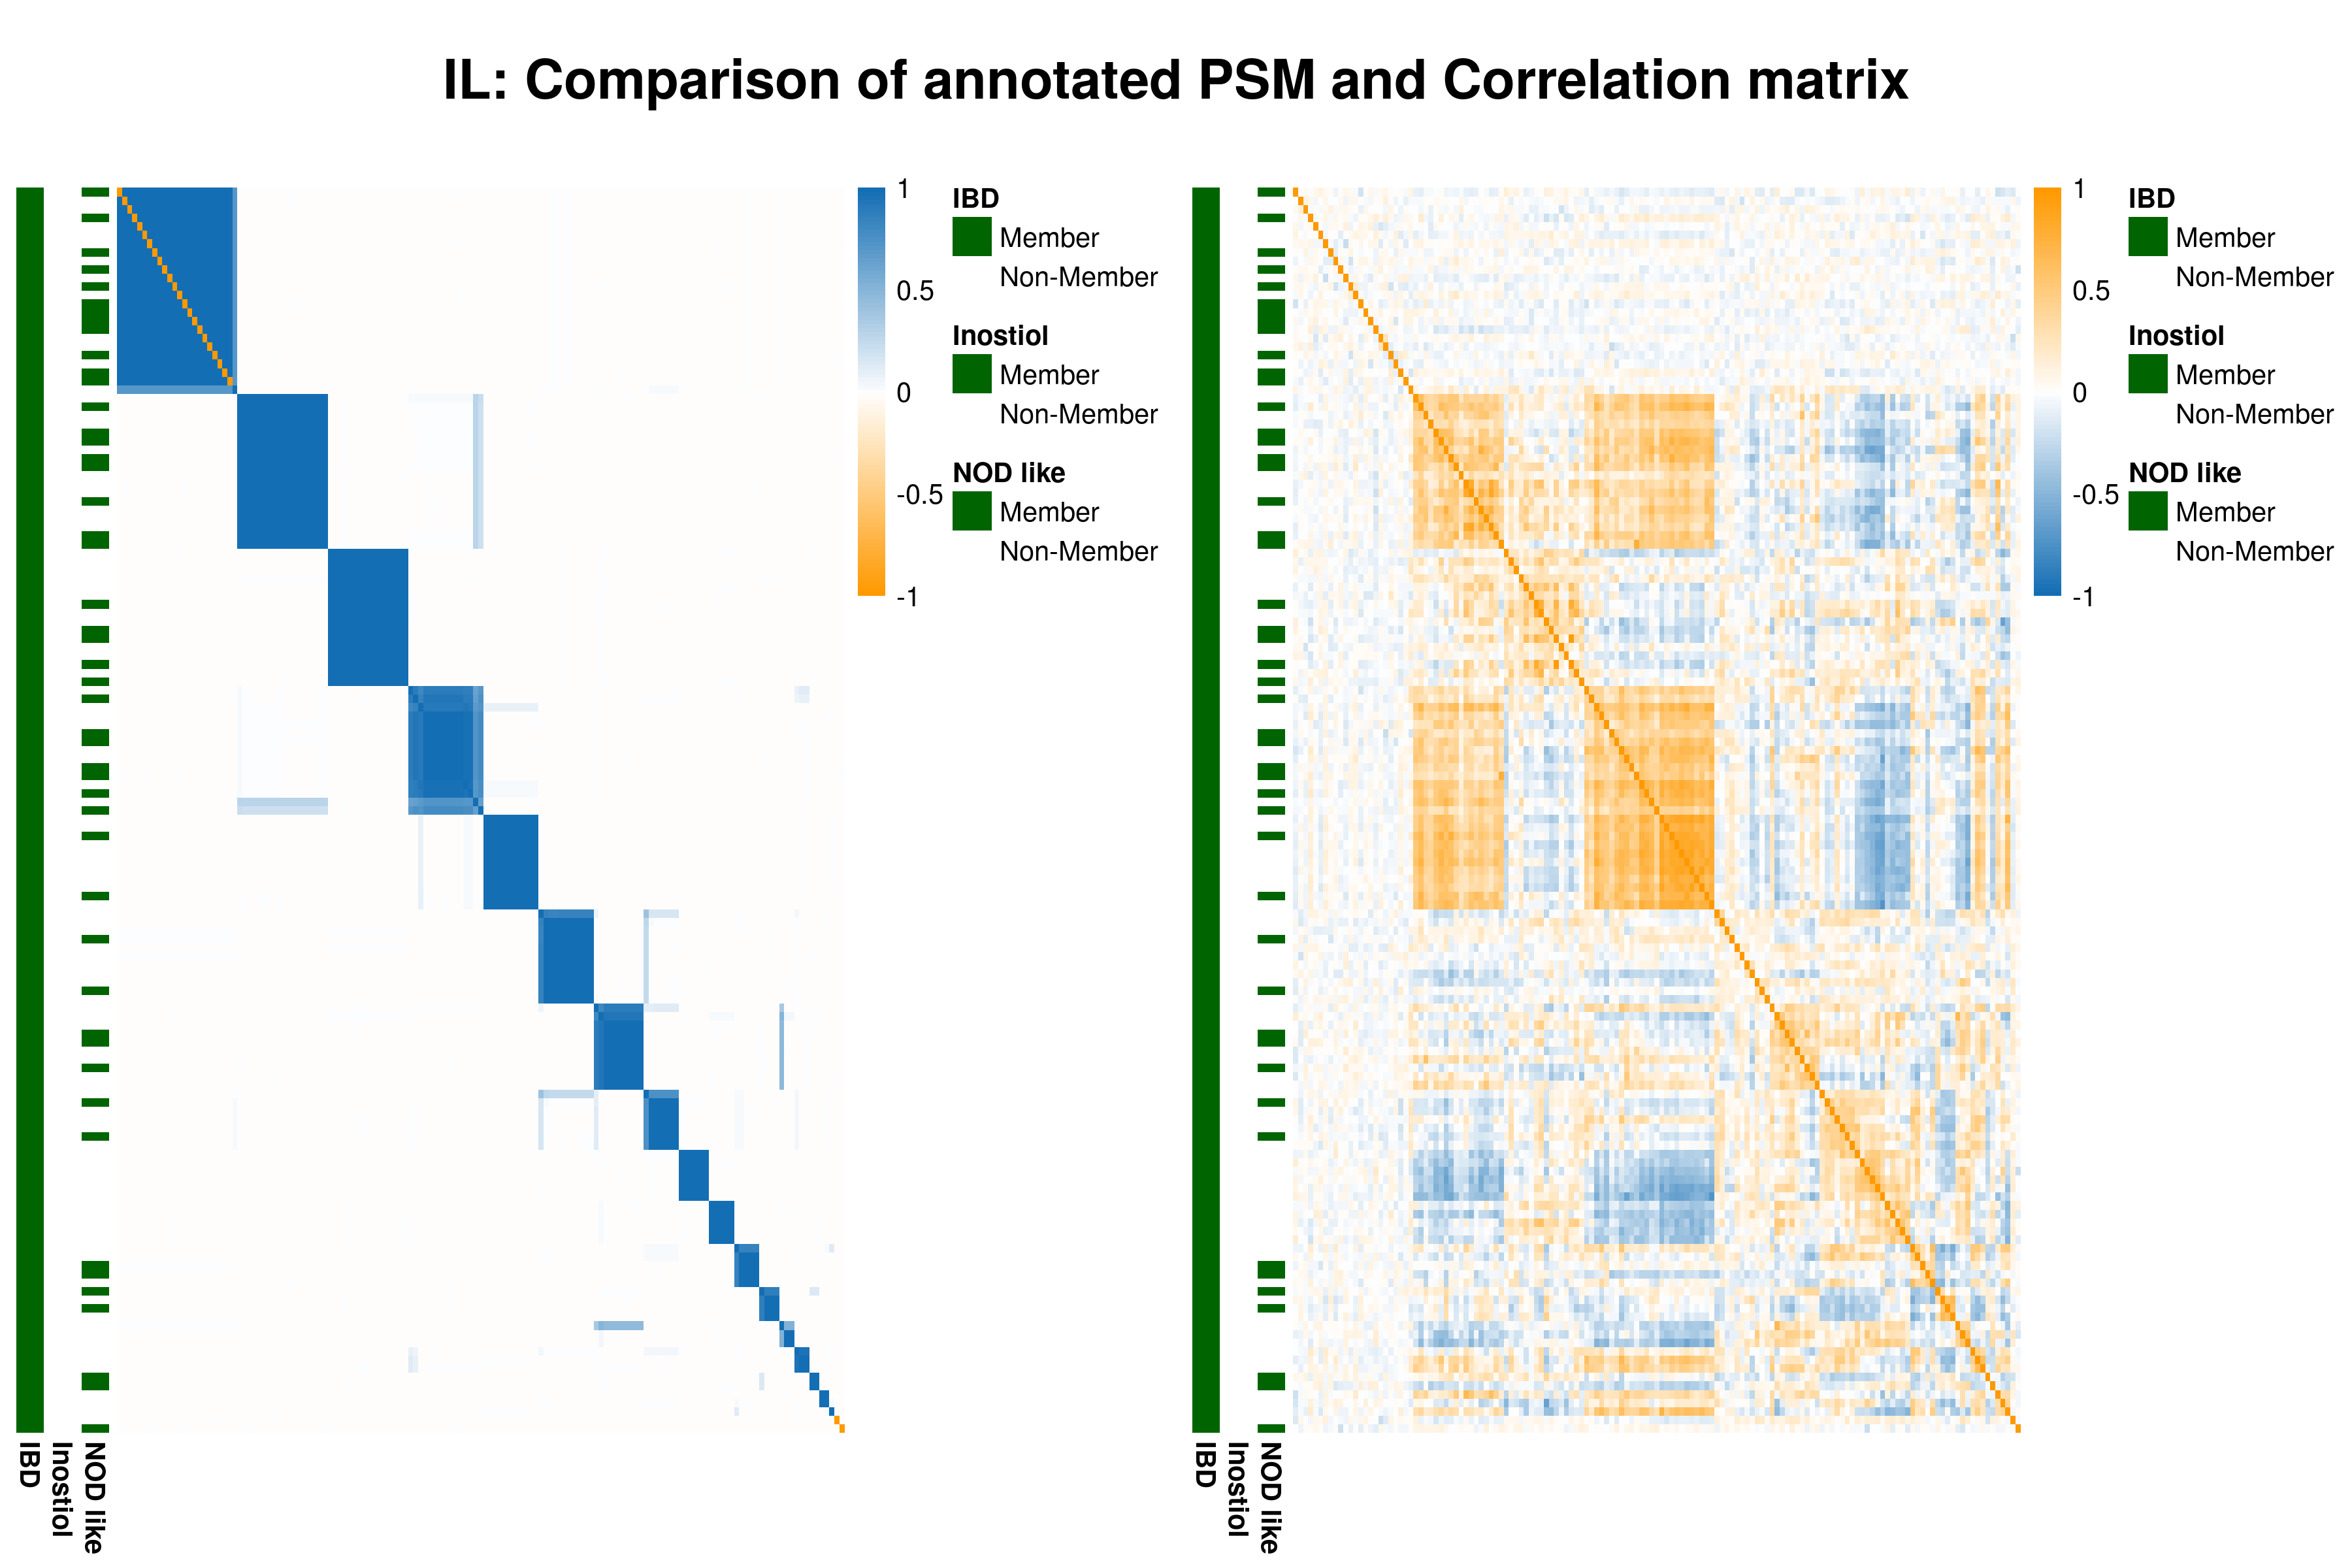 IL: Comparison of annotated PSM and Correlation matrix
1
0.5
0
-0.5
-1
IBD
Member
Non-Member
Inostiol
Member
Non-Member
NOD like
Member
Non-Member
IBD
Inostiol
NOD like
1
0.5
0
-0.5
-1
IBD
Member
Non-Member
Inostiol
Member
Non-Member
NOD like
Member
Non-Member
IBD
Inostiol
NOD like